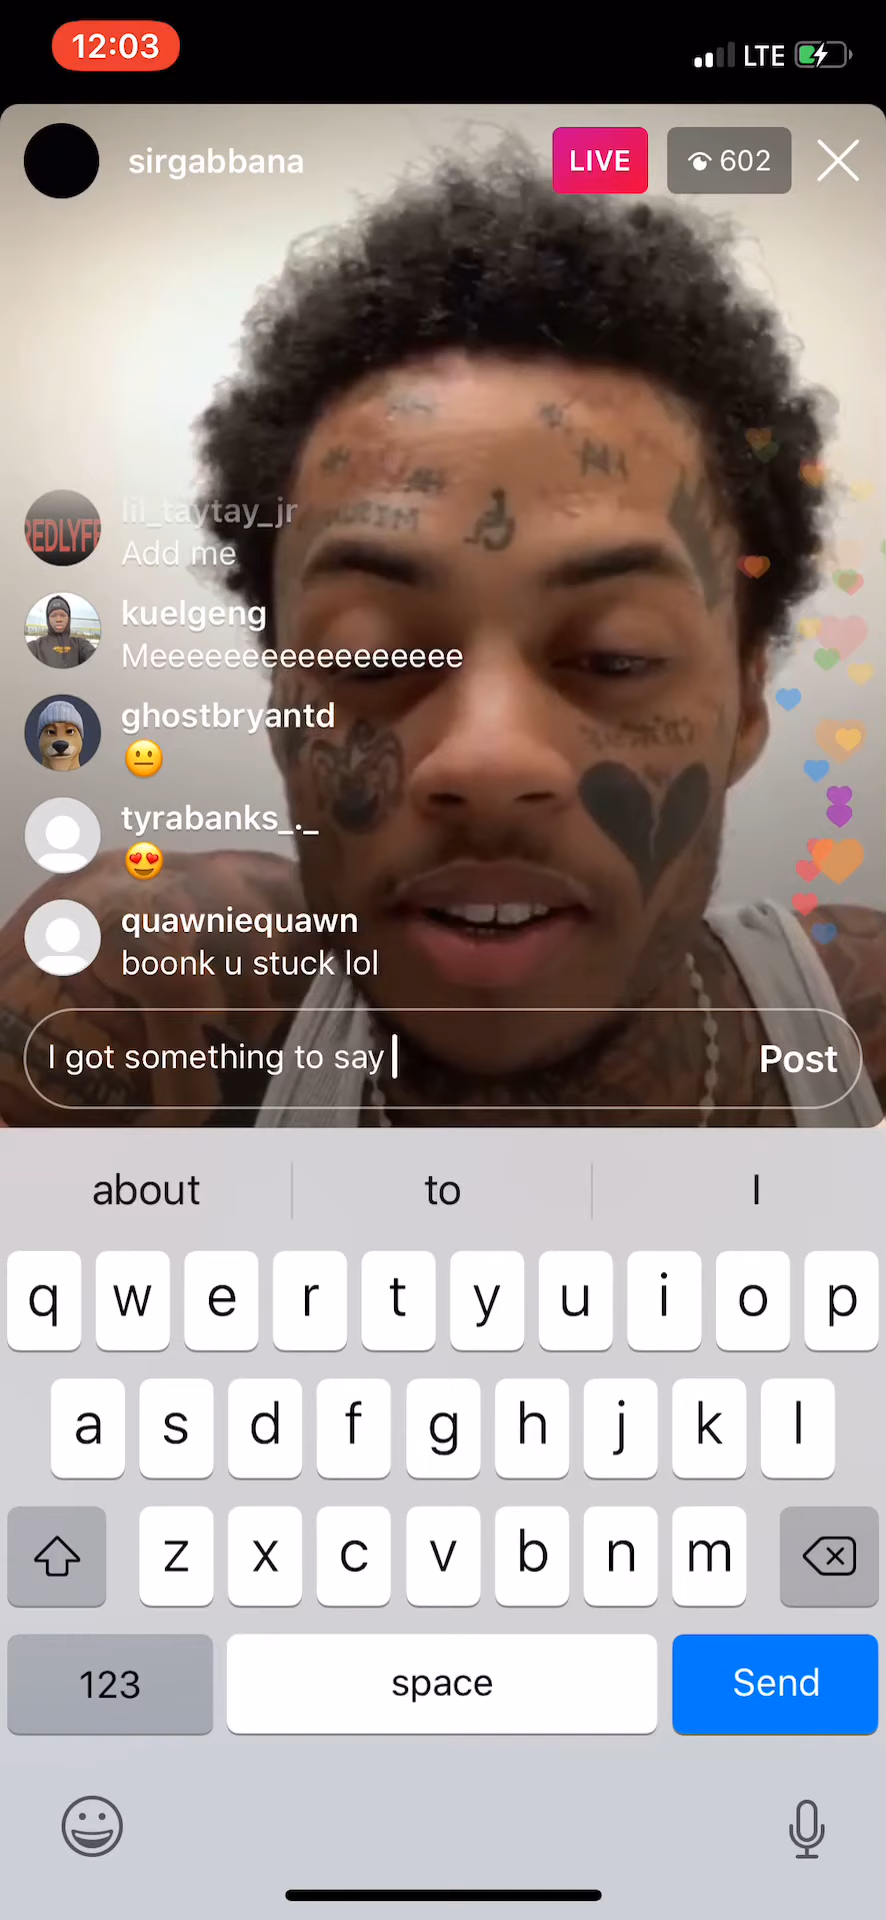 12:03
LTE
sirgabbana
LIVE
602
lil_taytay_jr
Add me
REDLYFE
kuelgeng
Meeeeeeeeeeeeeeeee
ghostbryantd
tyrabanks_._
quawniequawn
boonk u stuck lol
I got something to say
Post
about
to
I
q w e r t y u i o p
a s d f g h j k l
z x c v b n m
123
space
Send